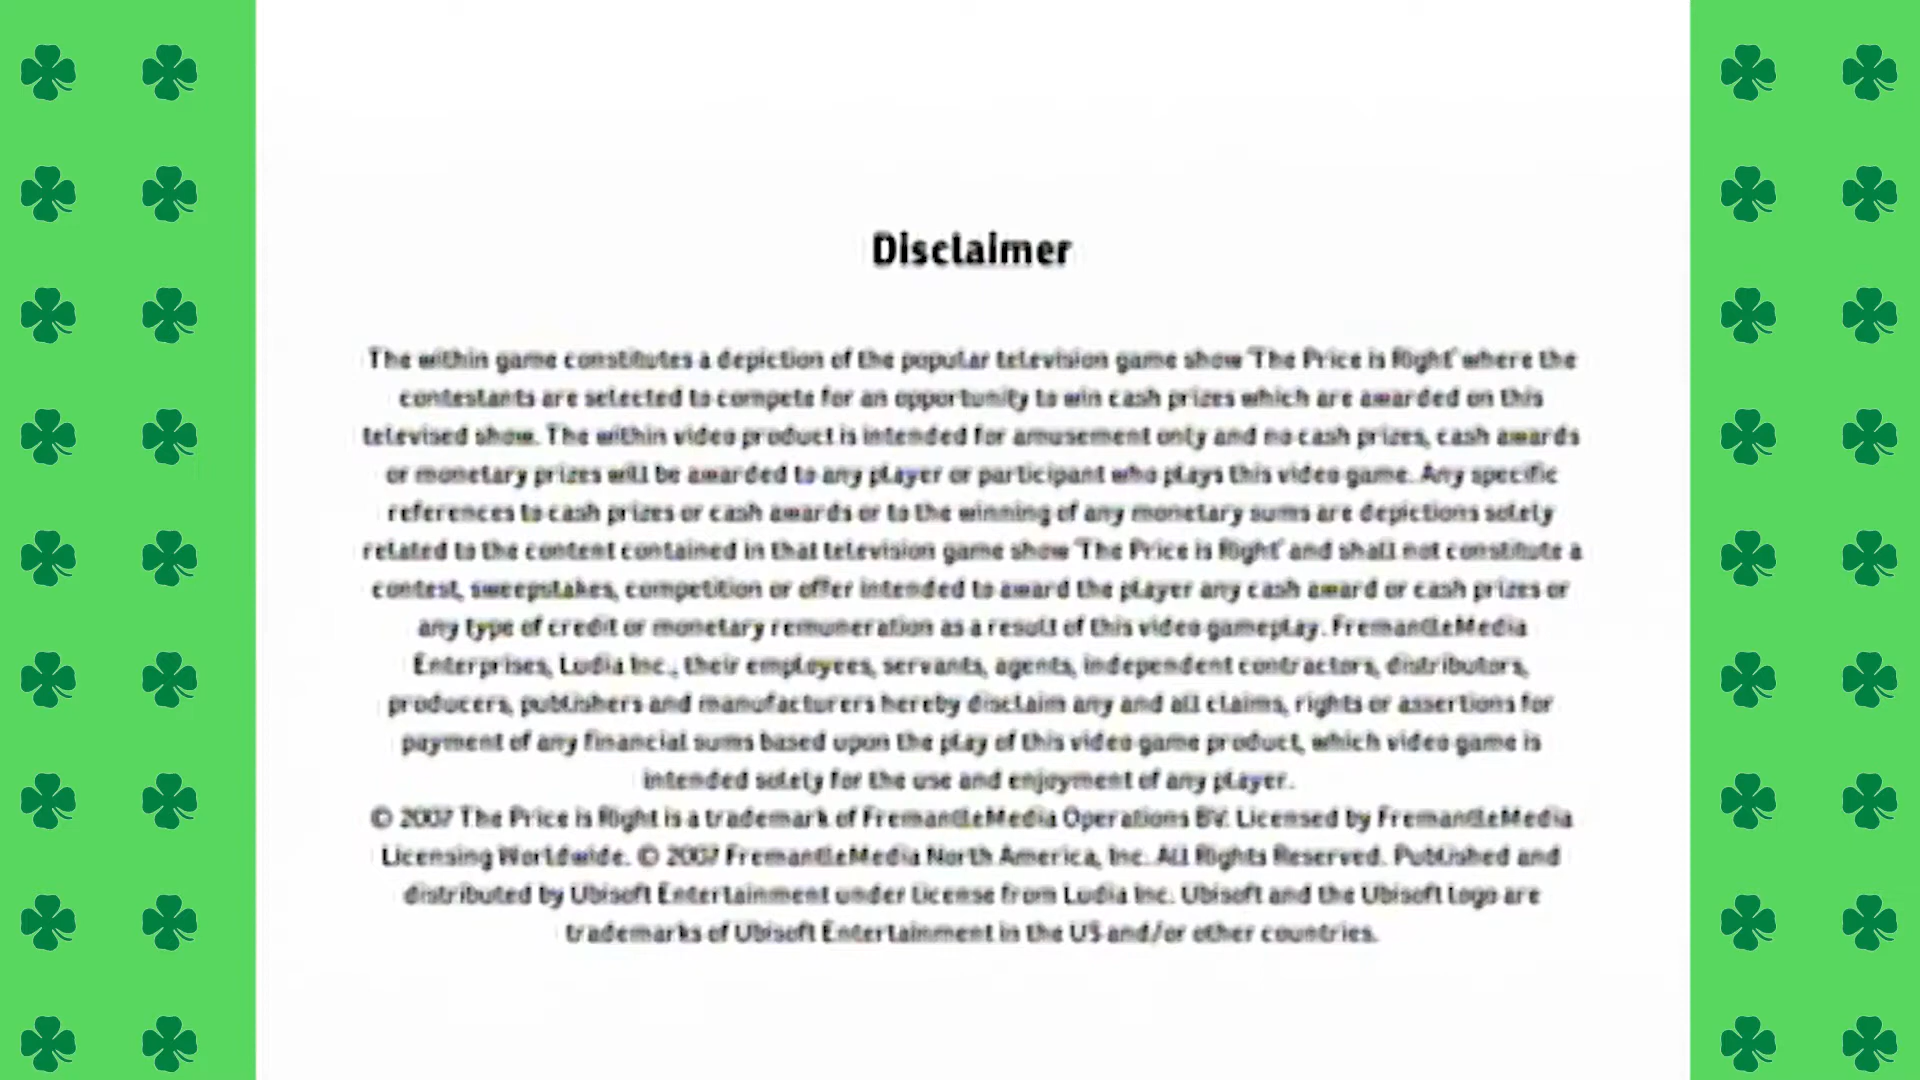 Disclaimer
The within game constitutes a depiction of the popular television game show 'The Price is Right' where the
contestants are selected to compete for an opportunity to win cash prizes which are awarded on this
televised show. The within video product is intended for amusement only and no cash prizes, cash awards
or monetary prizes will be awarded to any player or participant who plays this video game. Any specific
references to cash prizes or cash awards or to the winning of any monetary sums are depictions solely
related to the content contained in that television game show 'The Price is Right' and shall not constitute a
contest, sweepstakes, competition or offer intended to award the player any cash award or cash prizes or
any type of credit or monetary remuneration as a result of this video gameplay. FremantleMedia
Enterprises, Ludia Inc., their employees, servants, agents, independent contractors, distributors,
producers, publishers and manufacturers hereby disclaim any and all claims, rights or assertions for
payment of any financial sums based upon the play of this video game product, which video game is
intended solely for the use and enjoyment of any player.
© 2007 The Price is Right is a trademark of FremantleMedia Operations BV. Licensed by FremantleMedia
Licensing Worldwide. © 2007 FremantleMedia North America, Inc. All Rights Reserved. Published and
distributed by Ubisoft Entertainment under license from Ludia Inc. Ubisoft and the Ubisoft logo are
trademarks of Ubisoft Entertainment in the US and/or other countries.